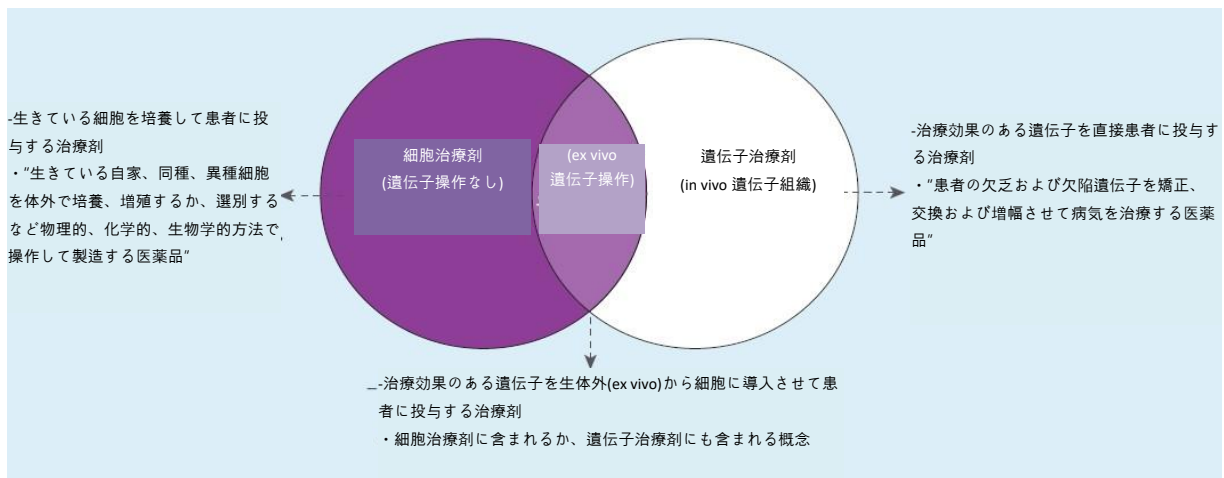 -生きている細胞を培養して患者に投
与する治療剤
・"生きている自家、同種、異種細胞
を体外で培養、増殖するか、選別する
など物理的、化学的、生物学的方法で
操作して製造する医薬品"
細胞治療剤
(遺伝子操作なし)
(ex vivo
遺伝子操作)
遺伝子治療剤
(in vivo 遺伝子組織)
-治療効果のある遺伝子を直接患者に投与す
る治療剤
・"患者の欠乏および欠陥遺伝子を矯正、
交換および増幅させて病気を治療する医薬
品"
-治療効果のある遺伝子を生体外(ex vivo)から細胞に導入させて患
者に投与する治療剤
・細胞治療剤に含まれるか、遺伝子治療剤にも含まれる概念